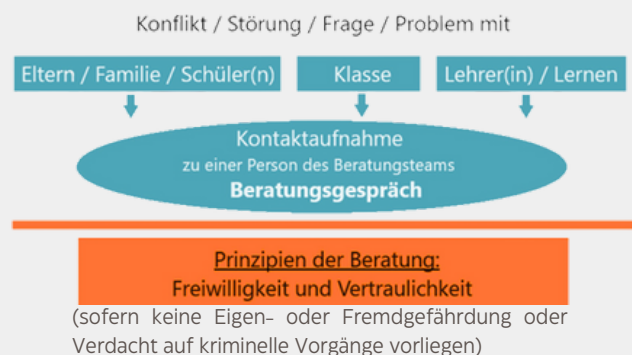 Konflikt / Störung / Frage / Problem mit
Eltern / Familie / Schüler(n)
Klasse
Lehrer(in) / Lernen
Kontaktaufnahme
zu einer Person des Beratungsteams
Beratungsgespräch
Prinzipien der Beratung:
Freiwilligkeit und Vertraulichkeit
(sofern keine Eigen- oder Fremdgefährdung oder
Verdacht auf kriminelle Vorgänge vorliegen)